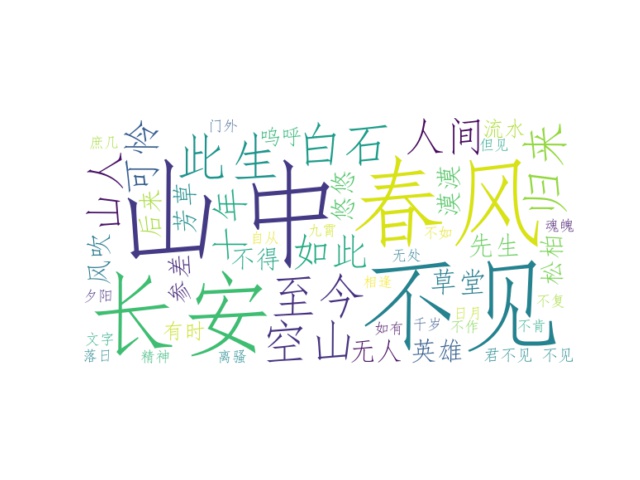 门外
庶几
呜呼
白石
人间
流水
但见
归来
可怜
此生
山人
后来
芳草
十年
山中
悠悠
春风
漠漠
九霄
自从
不如
魂魄
风吹
参差
不得
如此
无处
先生
松柏
夕阳
长安
至今
相逢
不见
草堂
日月
不复
文字
有时
空山
如有
千岁
不作
不肯
落日
精神
离骚
无人
英雄
君不见
不见